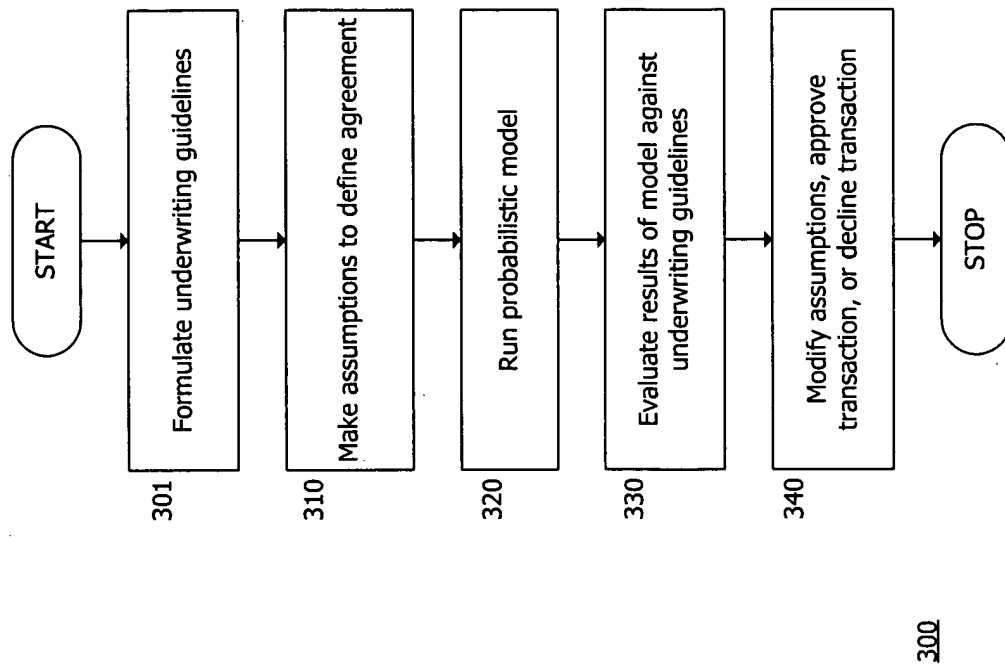 START
301
Formulate underwriting guidelines
310
Make assumptions to define agreement
320
Run probabilistic model
330
Evaluate results of model against
underwriting guidelines
340
Modify assumptions, approve
transaction, or decline transaction
STOP
300